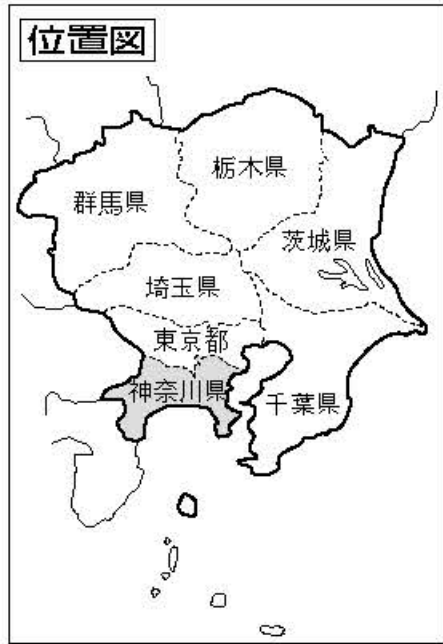 位置図
栃木県
群馬県
茨城県
埼玉県
東京都
神奈川県
千葉県